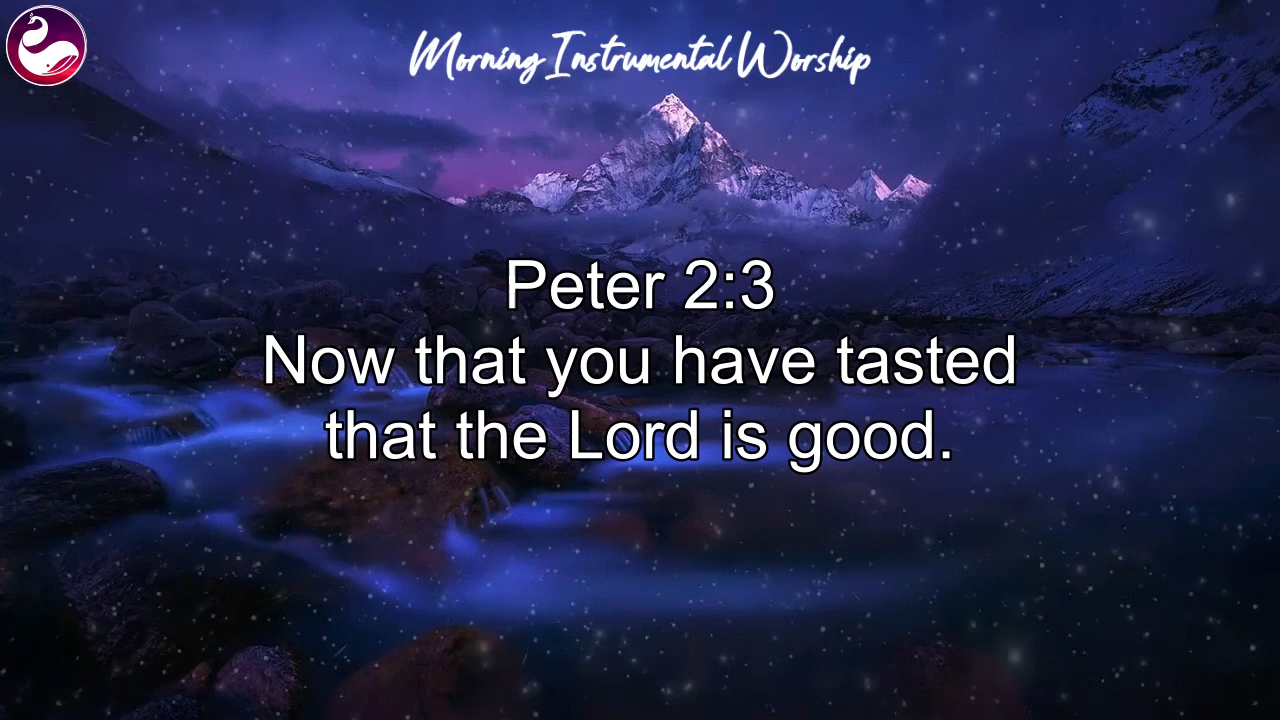 Morning Instrumental Worship
Peter 2:3
Now that you have tasted
that the Lord is good.